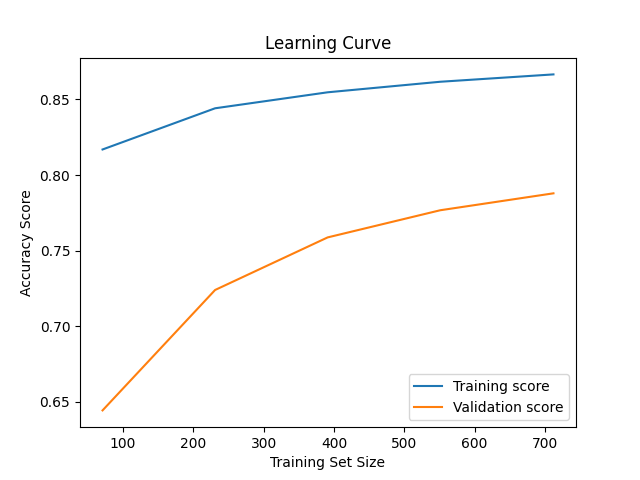 Learning Curve
Accuracy Score
0.85
0.80
0.75
0.70
0.65
Training score
Validation score
100 200 300 400 500 600 700
Training Set Size